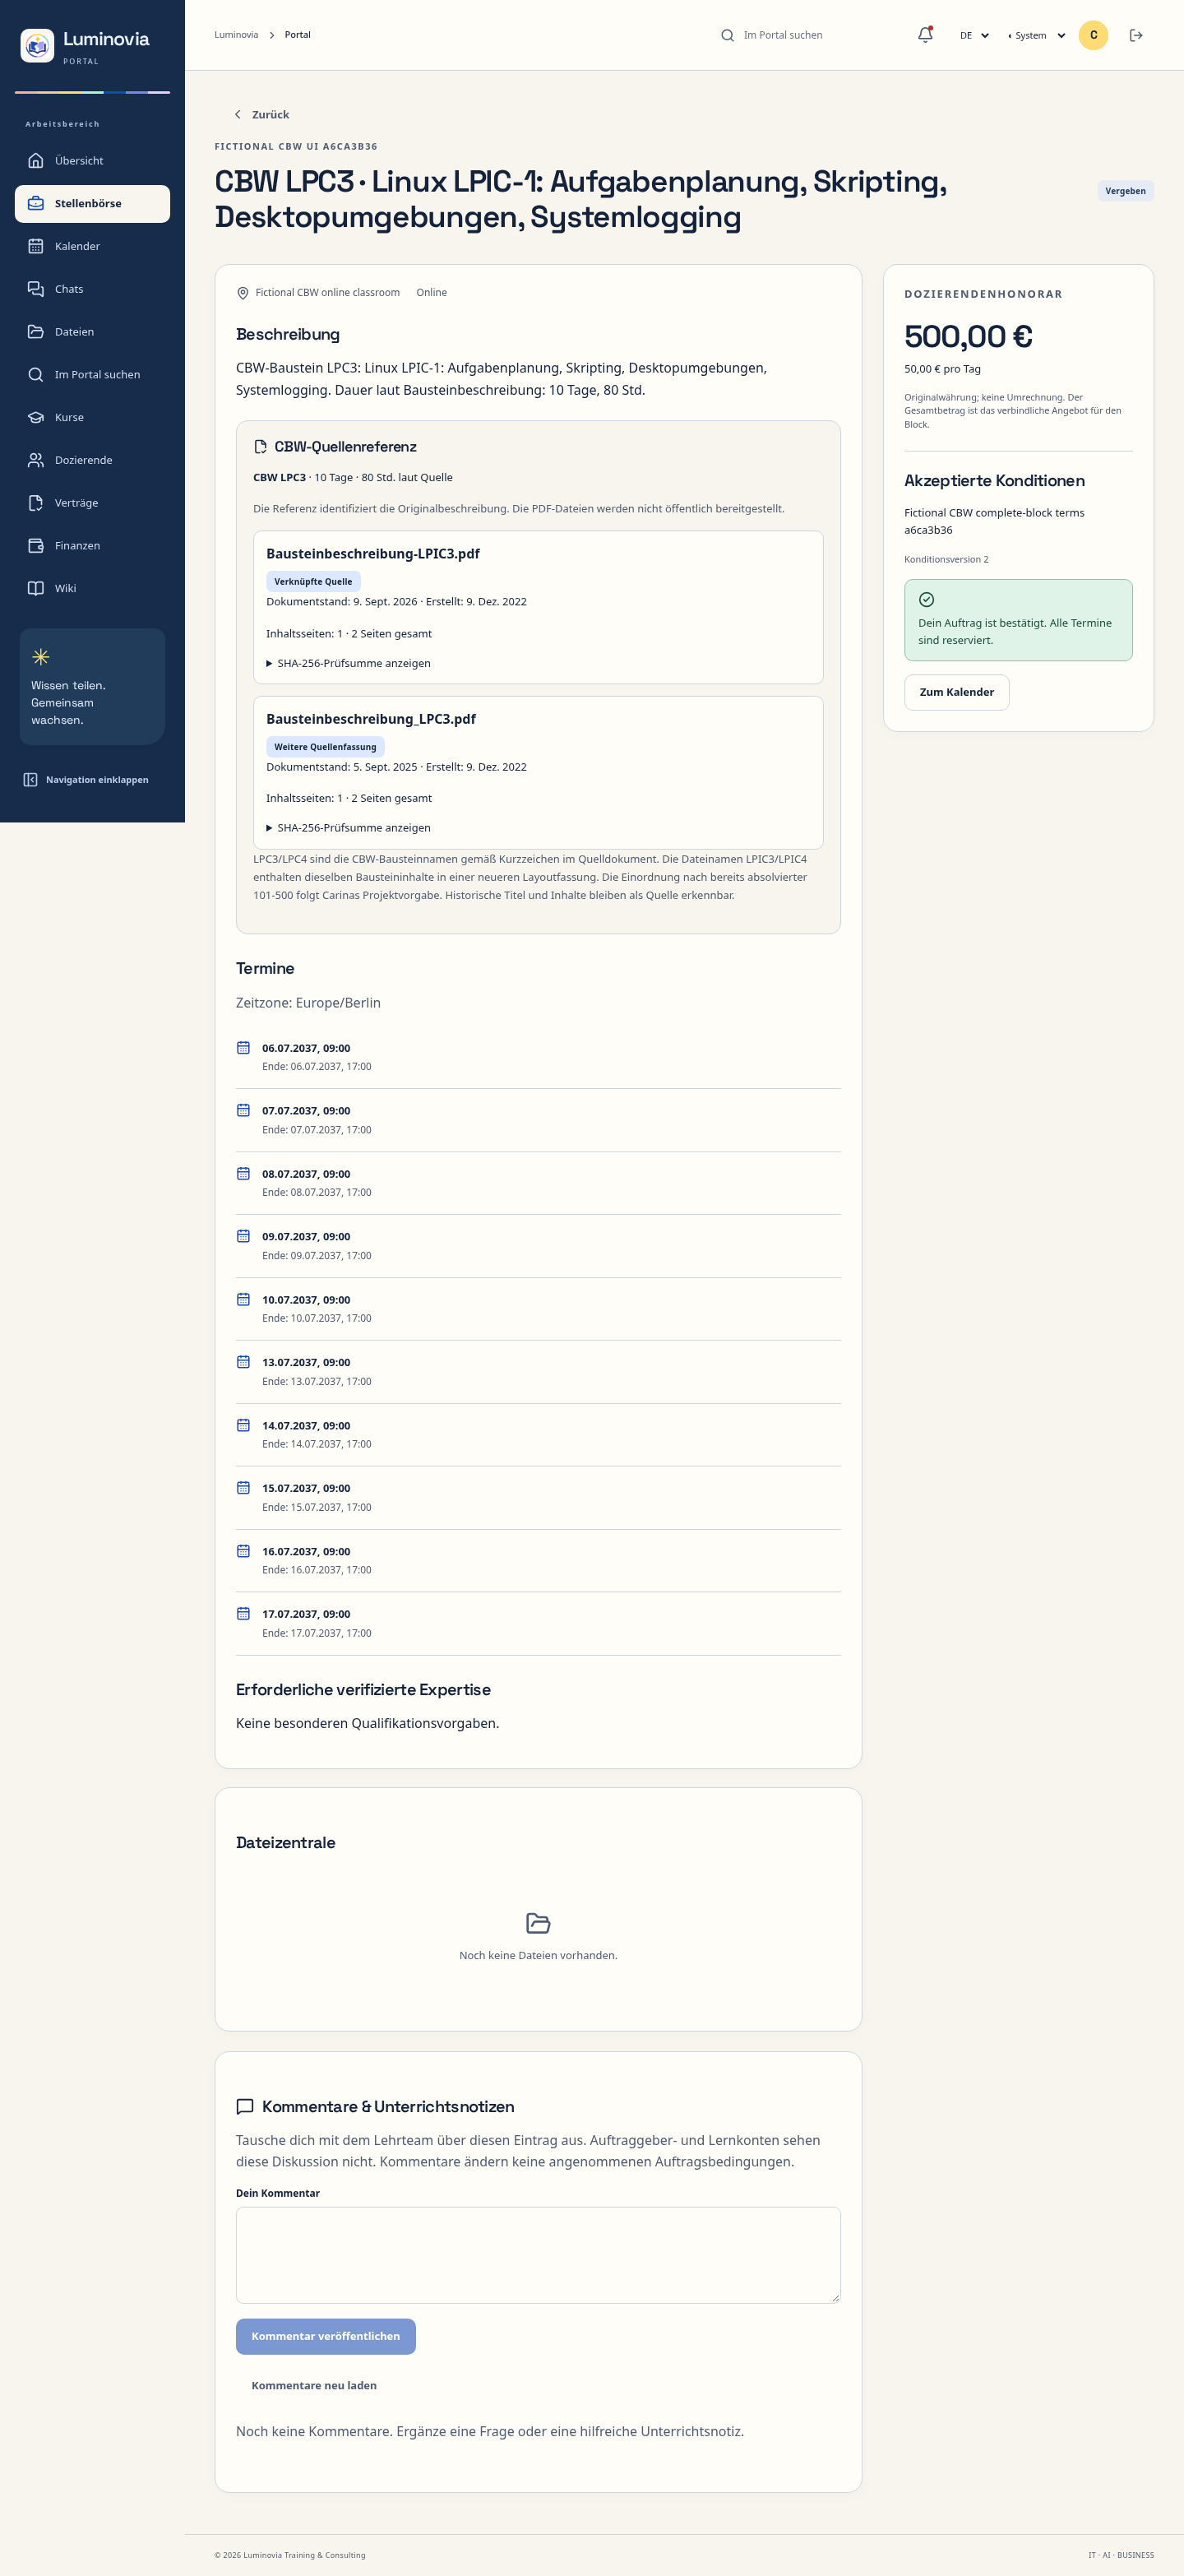 Luminovia
PORTAL
Arbeitsbereich
Übersicht
Stellenbörse
Kalender
Chats
Dateien
Im Portal suchen
Kurse
Dozierende
Verträge
Finanzen
Wiki
Wissen teilen.
Gemeinsam
wachsen.
Navigation einklappen
Luminovia
Portal
Im Portal suchen
DE
System
C
Zurück
FICTIONAL CBW UI A6CA3B36
CBW LPC3 · Linux LPIC-1: Aufgabenplanung, Skripting,
Desktopumgebungen, Systemlogging
Vergeben
Fictional CBW online classroom Online
Beschreibung
CBW-Baustein LPC3: Linux LPIC-1: Aufgabenplanung, Skripting, Desktopumgebungen,
Systemlogging. Dauer laut Bausteinbeschreibung: 10 Tage, 80 Std.
CBW-Quellenreferenz
CBW LPC3 · 10 Tage · 80 Std. laut Quelle
Die Referenz identifiziert die Originalbeschreibung. Die PDF-Dateien werden nicht öffentlich bereitgestellt.
Bausteinbeschreibung-LPIC3.pdf
Verknüpfte Quelle
Dokumentstand: 9. Sept. 2026 · Erstellt: 9. Dez. 2022
Inhaltsseiten: 1 · 2 Seiten gesamt
SHA-256-Prüfsumme anzeigen
Bausteinbeschreibung_LPC3.pdf
Weitere Quellenfassung
Dokumentstand: 5. Sept. 2025 · Erstellt: 9. Dez. 2022
Inhaltsseiten: 1 · 2 Seiten gesamt
SHA-256-Prüfsumme anzeigen
LPC3/LPC4 sind die CBW-Bausteinnamen gemäß Kurzzeichen im Quelldokument. Die Dateinamen LPIC3/LPIC4
enthalten dieselben Bausteininhalte in einer neueren Layoutfassung. Die Einordnung nach bereits absolvierter
101-500 folgt Carinas Projektvorgabe. Historische Titel und Inhalte bleiben als Quelle erkennbar.
Termine
Zeitzone: Europe/Berlin
06.07.2037, 09:00
Ende: 06.07.2037, 17:00
07.07.2037, 09:00
Ende: 07.07.2037, 17:00
08.07.2037, 09:00
Ende: 08.07.2037, 17:00
09.07.2037, 09:00
Ende: 09.07.2037, 17:00
10.07.2037, 09:00
Ende: 10.07.2037, 17:00
13.07.2037, 09:00
Ende: 13.07.2037, 17:00
14.07.2037, 09:00
Ende: 14.07.2037, 17:00
15.07.2037, 09:00
Ende: 15.07.2037, 17:00
16.07.2037, 09:00
Ende: 16.07.2037, 17:00
17.07.2037, 09:00
Ende: 17.07.2037, 17:00
Erforderliche verifizierte Expertise
Keine besonderen Qualifikationsvorgaben.
DOZIERENDENHONORAR
500,00 €
50,00 € pro Tag
Originalwährung; keine Umrechnung. Der
Gesamtbetrag ist das verbindliche Angebot für den
Block.
Akzeptierte Konditionen
Fictional CBW complete-block terms
a6ca3b36
Konditionsversion 2
Dein Auftrag ist bestätigt. Alle Termine
sind reserviert.
Zum Kalender
Dateizentrale
Noch keine Dateien vorhanden.
Kommentare & Unterrichtsnotizen
Tausche dich mit dem Lehrteam über diesen Eintrag aus. Auftraggeber- und Lernkonten sehen
diese Diskussion nicht. Kommentare ändern keine angenommenen Auftragsbedingungen.
Dein Kommentar
Kommentar veröffentlichen
Kommentare neu laden
Noch keine Kommentare. Ergänze eine Frage oder eine hilfreiche Unterrichtsnotiz.
© 2026 Luminovia Training & Consulting
IT · AI · BUSINESS